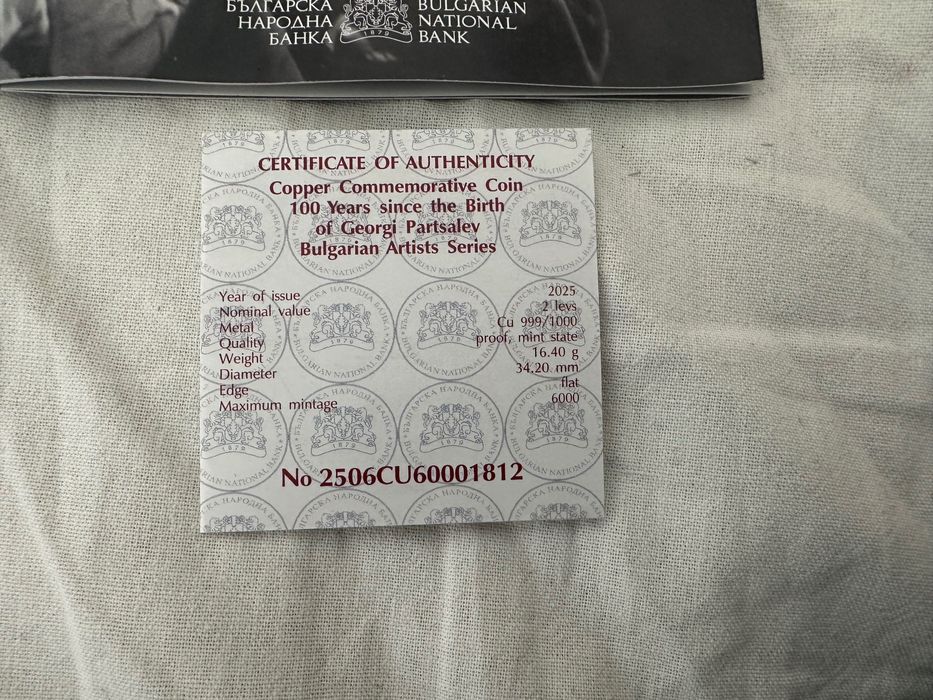 БЪЛГАРСКА
НАРОДНА
БАНКА
BULGARIAN
NATIONAL
BANK
1879
CERTIFICATE OF AUTHENTICITY
Copper Commemorative Coin
100 Years since the Birth
of Georgi Partsalev
Bulgarian Artists Series
Year of issue 2025
Nominal value 2 levs
Metal Cu 999/1000
Quality proof, mint state
Weight 16.40 g
Diameter 34.20 mm
Edge flat
Maximum mintage 6000
No 2506CU60001812